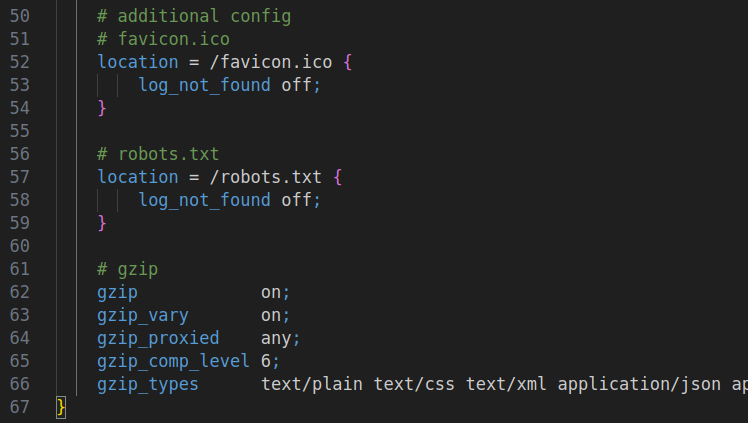 50 # additional config
51 # favicon.ico
52 location = /favicon.ico {
53 log_not_found off;
54 }
55
56 # robots.txt
57 location = /robots.txt {
58 log_not_found off;
59 }
60
61 # gzip
62 gzip on;
63 gzip_vary on;
64 gzip_proxied any;
65 gzip_comp_level 6;
66 gzip_types text/plain text/css text/xml application/json
67 }